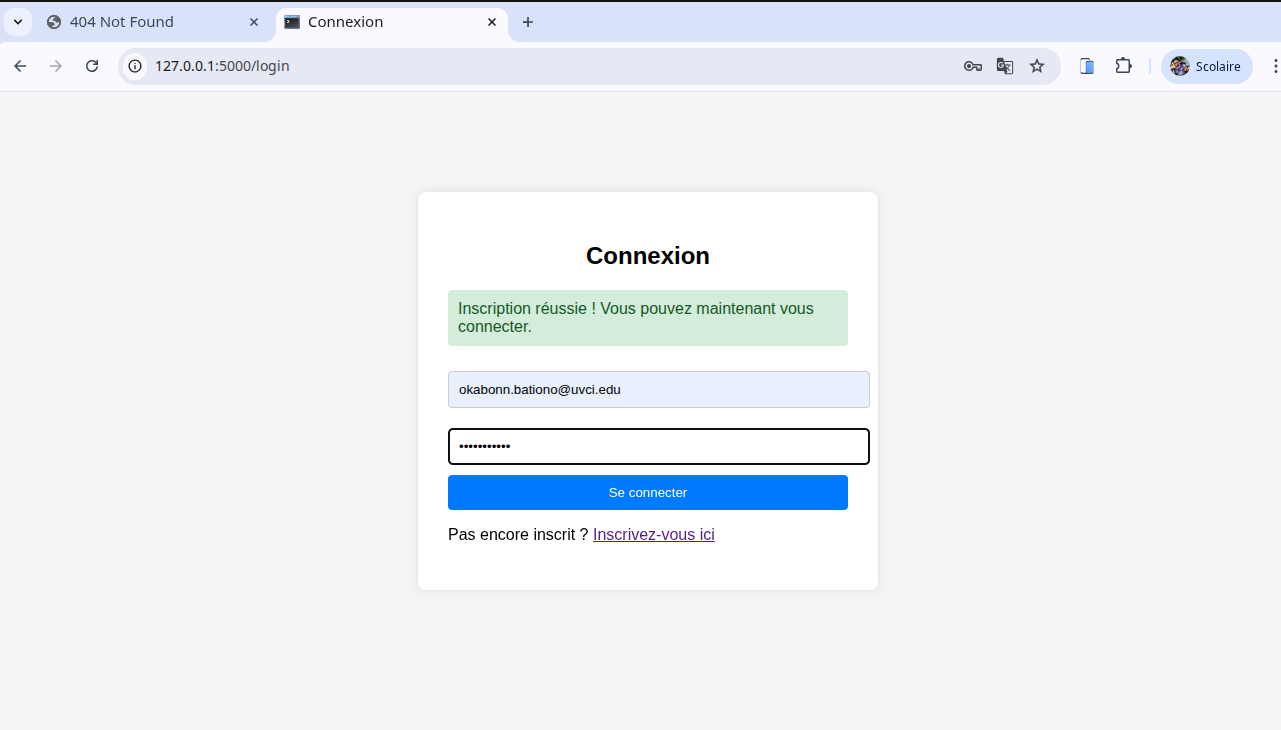 404 Not Found
Connexion
127.0.0.1:5000/login
Scolaire
Connexion
Inscription réussie ! Vous pouvez maintenant vous
connecter.
okabonn.bationo@uvci.edu
•••••••••••
Se connecter
Pas encore inscrit ? Inscrivez-vous ici